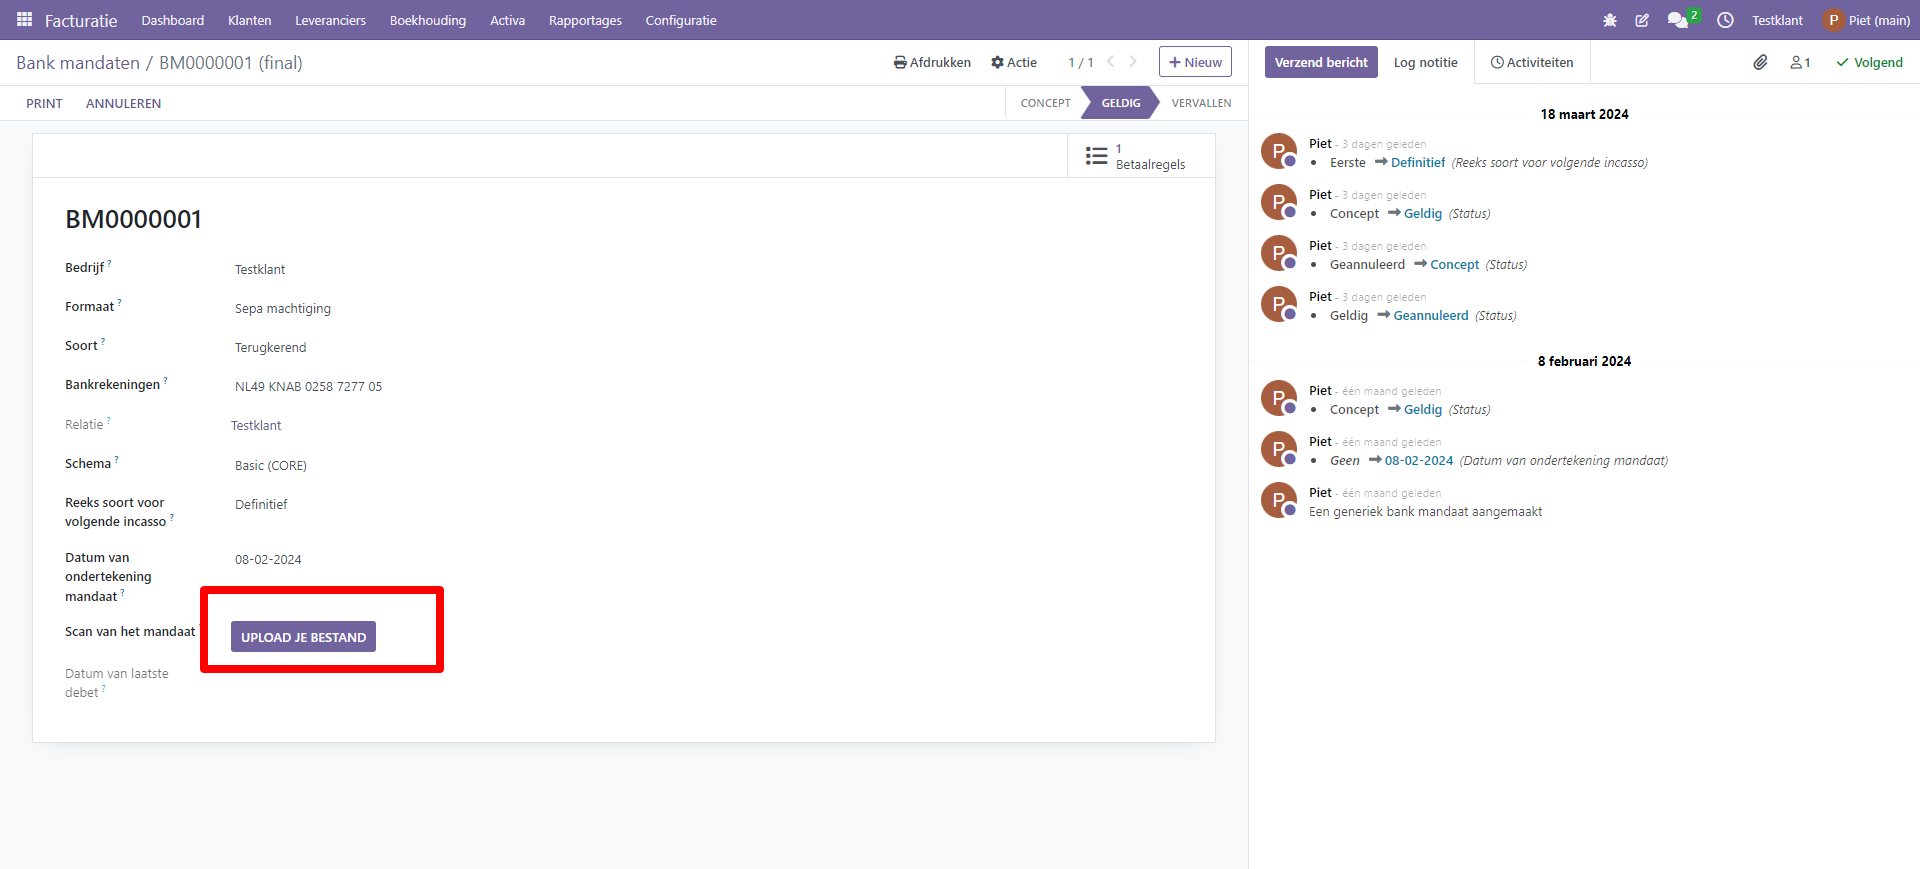 Facturatie Dashboard Klanten Leveranciers Boekhouding Activa Rapportages Configuratie 2 Testklant P Piet (main)
Bank mandaten / BM0000001 (final) Afdrukken Actie 1 / 1 Nieuw
PRINT ANNULEREN CONCEPT GELDIG VERVALLEN
1
Betaalregels
BM0000001
Bedrijf ? Testklant
Formaat ? Sepa machtiging
Soort ? Terugkerend
Bankrekeningen ? NL49 KNAB 0258 7277 05
Relatie ? Testklant
Schema ? Basic (CORE)
Reeks soort voor
volgende incasso ? Definitief
Datum van
ondertekening
mandaat ? 08-02-2024
Scan van het mandaat UPLOAD JE BESTAND
Datum van laatste
debet ?
Verzend bericht Log notitie Activiteiten 1 Volgend
18 maart 2024
P Piet - 3 dagen geleden
• Eerste ➞ Definitief (Reeks soort voor volgende incasso)
P Piet - 3 dagen geleden
• Concept ➞ Geldig (Status)
P Piet - 3 dagen geleden
• Geannuleerd ➞ Concept (Status)
P Piet - 3 dagen geleden
• Geldig ➞ Geannuleerd (Status)
8 februari 2024
P Piet - één maand geleden
• Concept ➞ Geldig (Status)
P Piet - één maand geleden
• Geen ➞ 08-02-2024 (Datum van ondertekening mandaat)
P Piet - één maand geleden
Een generiek bank mandaat aangemaakt